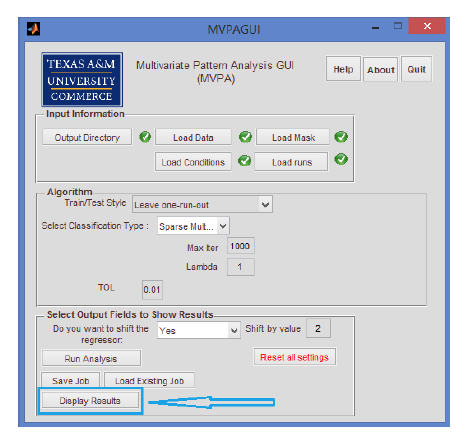 MVPAGUI
TEXAS A&M
UNIVERSITY
COMMERCE
Multivariate Pattern Analysis GUI
(MVPA)
Help About Quit
Input Information
Output Directory Load Data Load Mask
Load Conditions Load runs
Algorithm
Train/Test Style Leave one-run-out
Select Classification Type : Sparse Mult...
Max Iter 1000
Lambda 1
TOL 0.01
Select Output Fields to Show Results
Do you want to shift the
regressor: Yes Shift by value 2
Run Analysis Reset all settings
Save Job Load Existing Job
Display Results